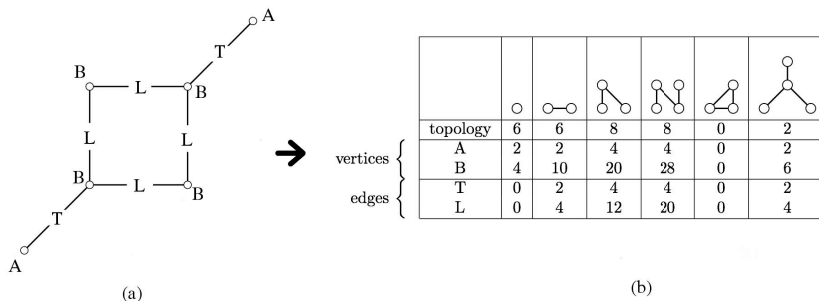 A
T
B L B
L L
B L B
T
A
(a)
topology 6 6 8 8 0 2
vertices
A 2 2 4 4 0 2
B 4 10 20 28 0 6
edges
T 0 2 4 4 0 2
L 0 4 12 20 0 4
(b)